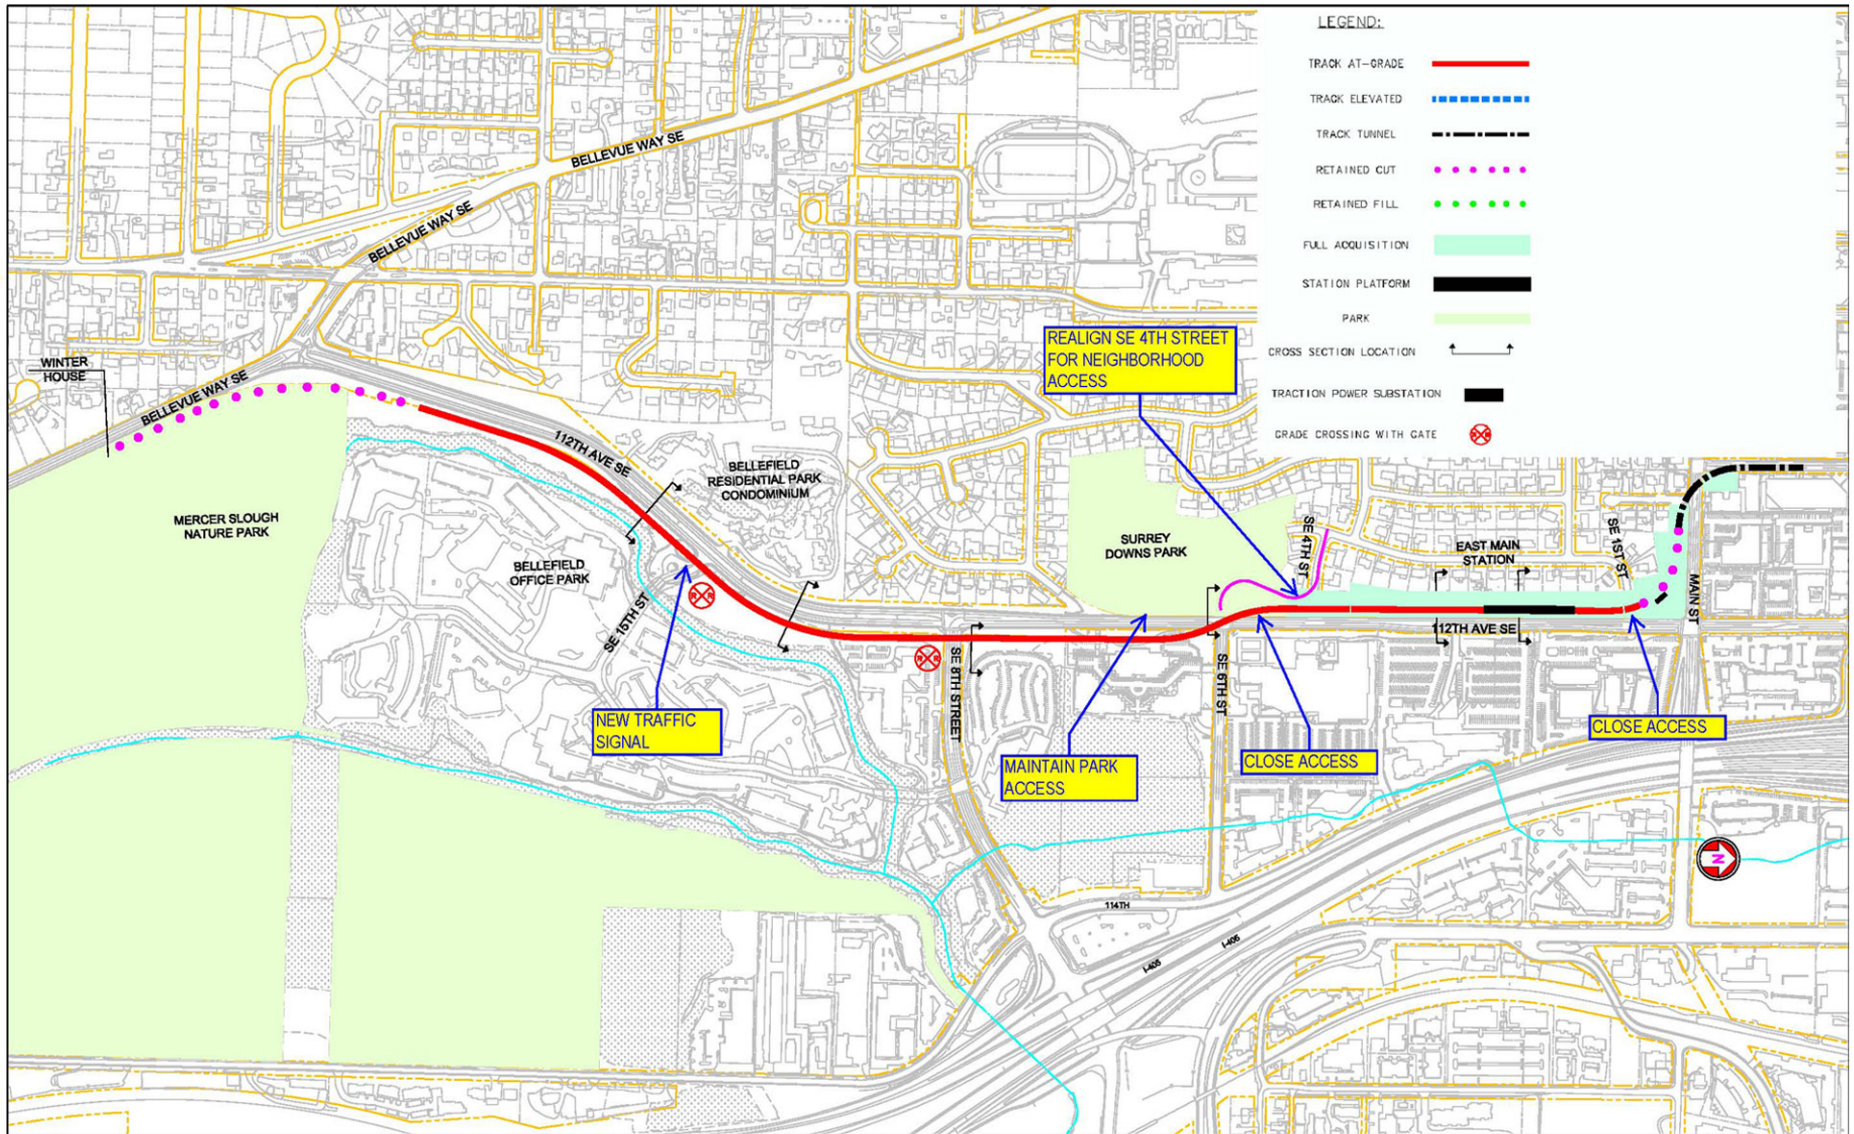 LEGEND:
TRACK AT-GRADE
TRACK ELEVATED
TRACK TUNNEL
RETAINED CUT
RETAINED FILL
FULL ACQUISITION
STATION PLATFORM
PARK
CROSS SECTION LOCATION
TRACTION POWER SUBSTATION
GRADE CROSSING WITH GATE
BELLEVUE WAY SE
BELLEVUE WAY SE
WINTER
HOUSE
BELLEVUE WAY SE
REALIGN SE 4TH STREET
FOR NEIGHBORHOOD
ACCESS
112TH AVE SE
BELLEFIELD
RESIDENTIAL PARK
CONDOMINIUM
MERCER SLOUGH
NATURE PARK
BELLEFIELD
OFFICE PARK
SURREY
DOWNS PARK
SE 4TH ST
EAST MAIN
STATION
SE 1ST ST
MAIN ST
SE 15TH ST
112TH AVE SE
SE 8TH STREET
SE 6TH ST
NEW TRAFFIC
SIGNAL
MAINTAIN PARK
ACCESS
CLOSE ACCESS
CLOSE ACCESS
N
114TH
I-405
I-405